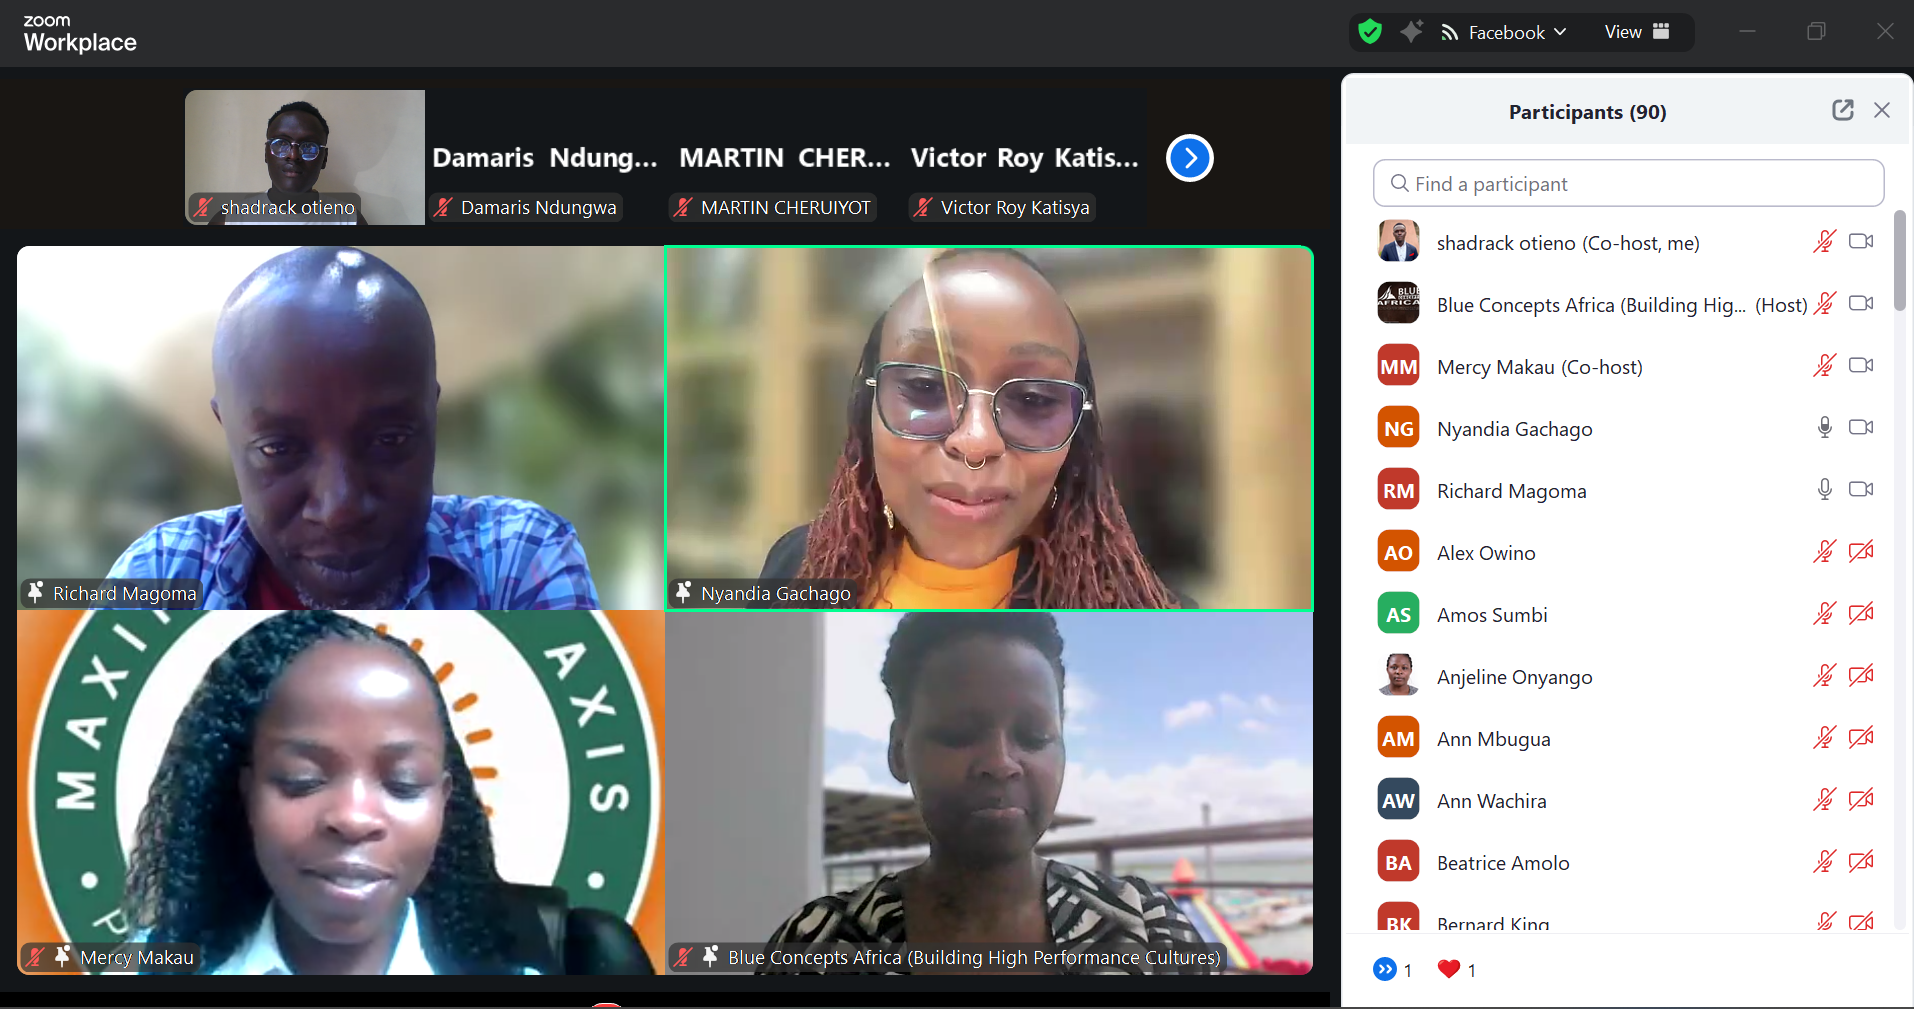 zoom
Workplace
Facebook
View
Damaris Ndung...
MARTIN CHER...
Victor Roy Katis...
shadrack otieno
Damaris Ndungwa
MARTIN CHERUIYOT
Victor Roy Katisya
Richard Magoma
Nyandia Gachago
AXIS
Mercy Makau
Blue Concepts Africa (Building High Performance Cultures)
Participants (90)
Find a participant
shadrack otieno (Co-host, me)
BLUE
AFRICA
Blue Concepts Africa (Building Hig... (Host)
MM
Mercy Makau (Co-host)
NG
Nyandia Gachago
RM
Richard Magoma
AO
Alex Owino
AS
Amos Sumbi
Anjeline Onyango
AM
Ann Mbugua
AW
Ann Wachira
BA
Beatrice Amolo
BK
Bernard King
1
1